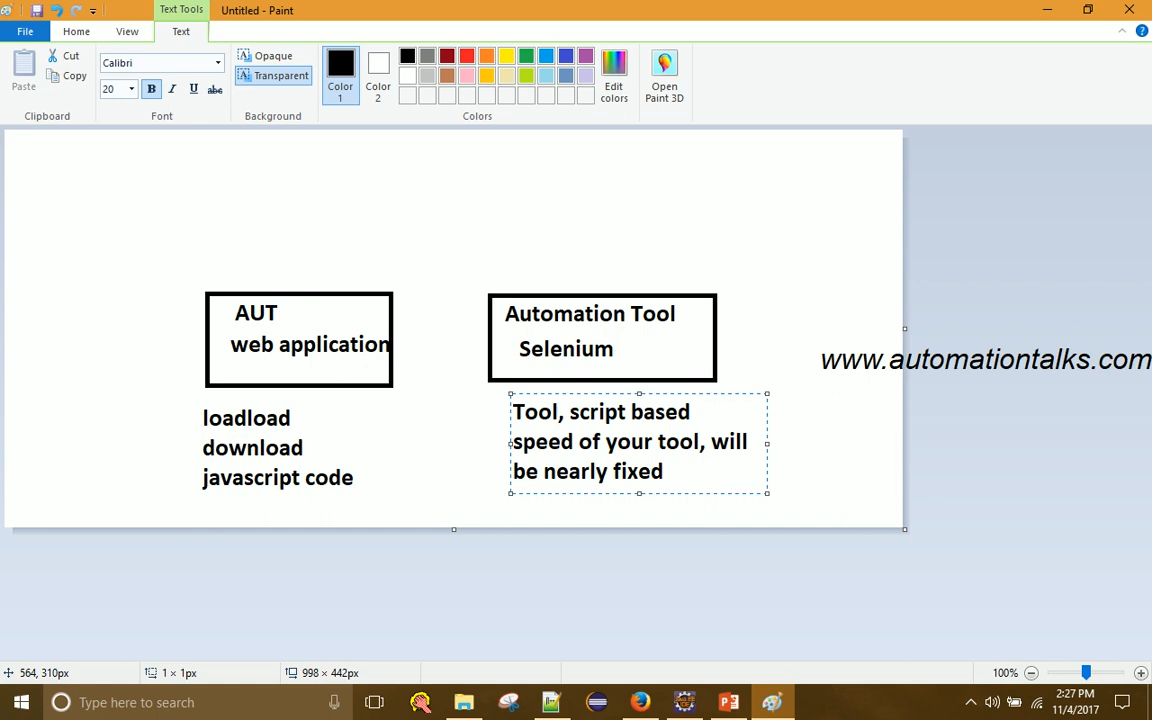 Text Tools
Untitled - Paint
File
Home
View
Text
Paste
Cut
Copy
Clipboard
Calibri
20
B
I
U
abc
Font
A Opaque
A Transparent
Background
Color
1
Color
2
Edit
colors
Colors
Open
Paint 3D
AUT
web application
Automation Tool
Selenium
www.automationtalks.com
loadload
download
javascript code
Tool, script based
speed of your tool, will
be nearly fixed
564, 310px
1 × 1px
998 × 442px
100%
Type here to search
2:27 PM
11/4/2017